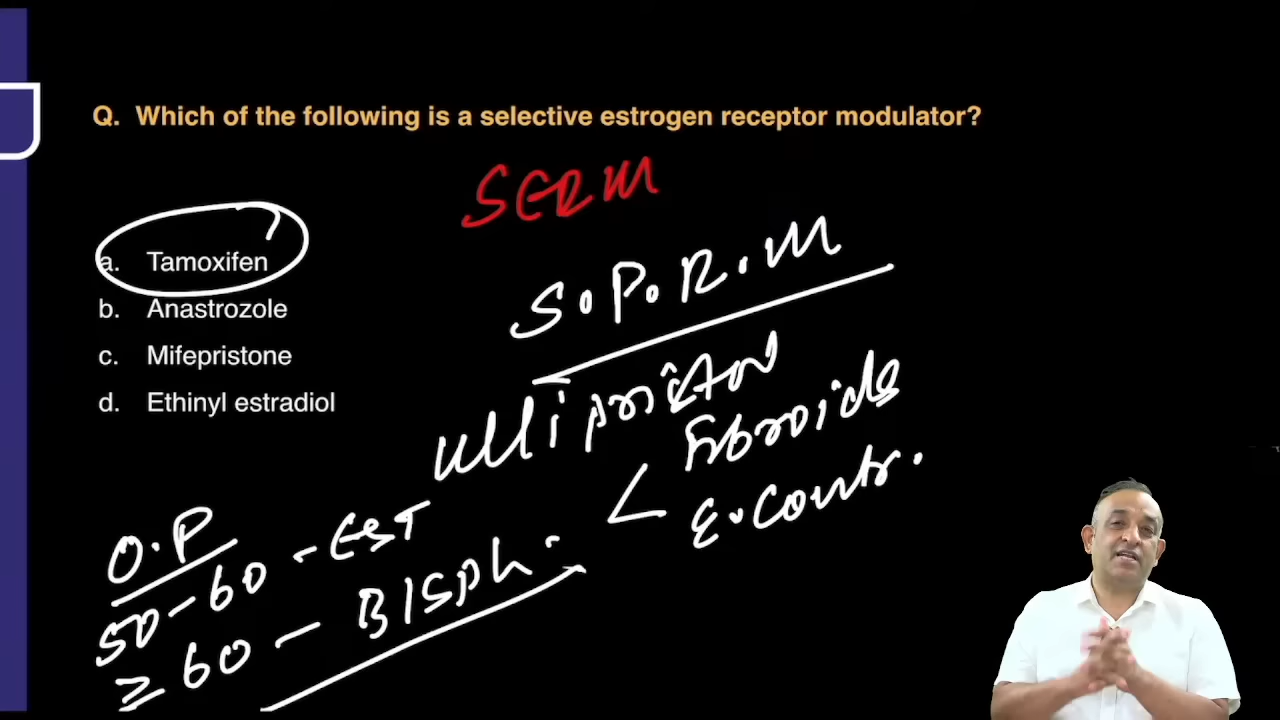 Q. Which of the following is a selective estrogen receptor modulator?
SERM
a. Tamoxifen
b. Anastrozole
c. Mifepristone
d. Ethinyl estradiol
S.P.R.M
Ullipristol
Fibroids
E.Contr.
O.P
50-60 - EST
≥ 60 - BISPh.